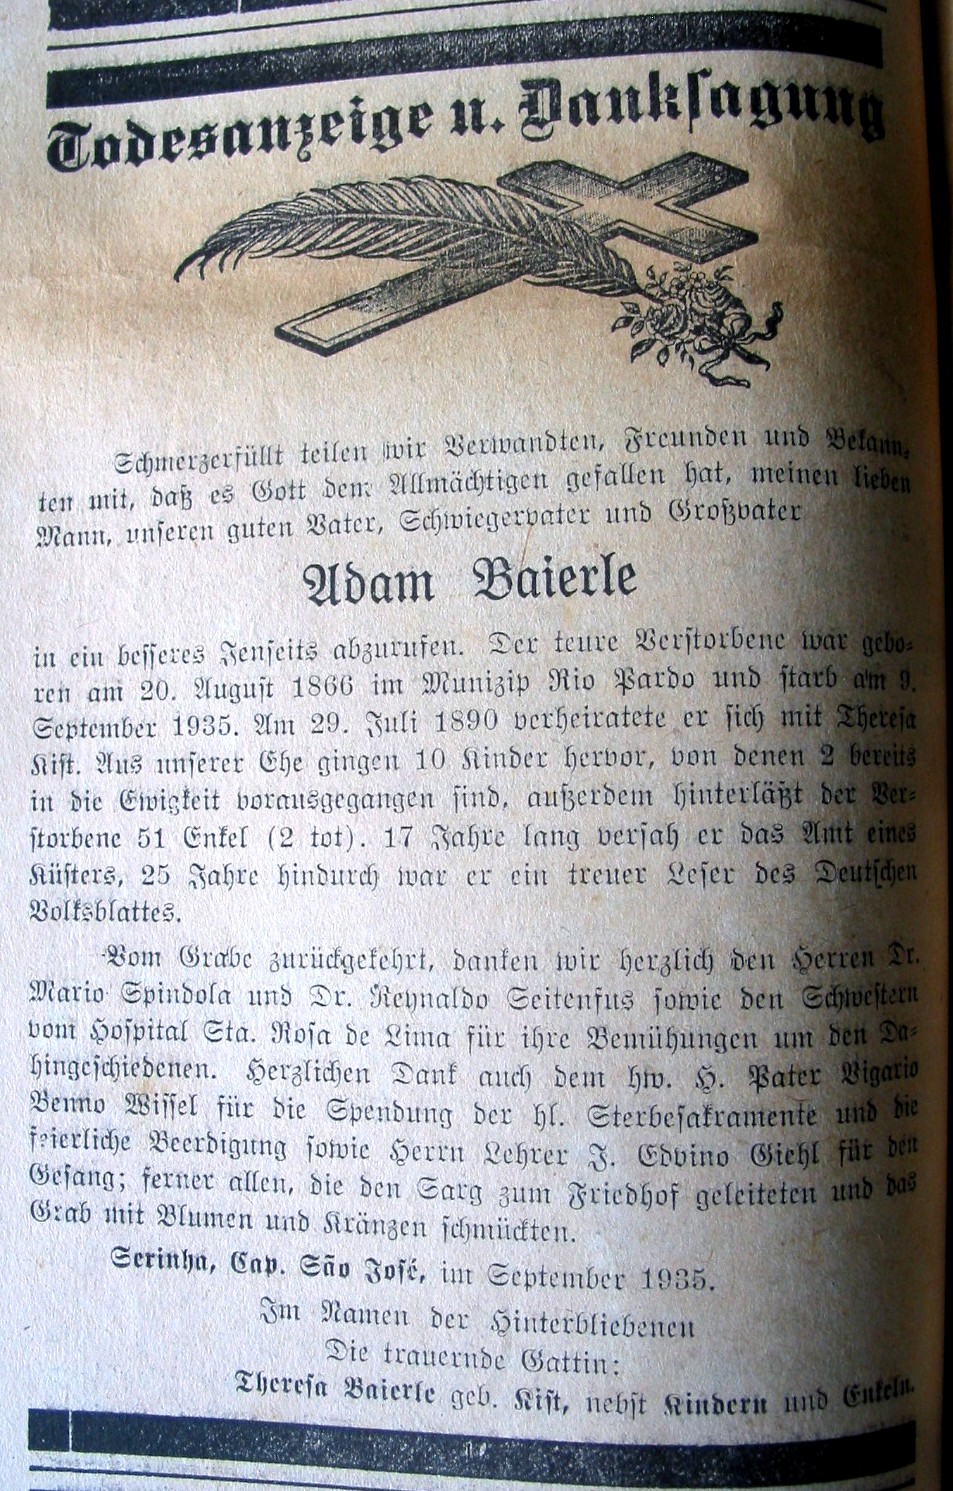 Todesanzeige u. Danksagung
Schmerzerfüllt teilen wir Verwandten, Freunden und Bekann-
ten mit, daß es Gott dem Allmächtigen gefallen hat, meinen lieben
Mann, unseren guten Vater, Schwiegervater und Großvater
Adam Baierle
in ein besseres Jenseits abzurufen. Der teure Verstorbene war gebo-
ren am 20. August 1866 im Munizip Rio Pardo und starb am 9.
September 1935. Am 29. Juli 1890 verheiratete er sich mit Theresa
Kist. Aus unserer Ehe gingen 10 Kinder hervor, von denen 2 bereits
in die Ewigkeit vorausgegangen sind, außerdem hinterläßt der Ver-
storbene 51 Enkel (2 tot). 17 Jahre lang versah er das Amt eines
Küsters, 25 Jahre hindurch war er ein treuer Leser des Deutschen
Volksblattes.
Vom Grabe zurückgekehrt, danken wir herzlich den Herren Dr.
Mario Spindola und Dr. Reynaldo Seitenfus sowie den Schwestern
vom Hospital Sta. Rosa de Lima für ihre Bemühungen um den Da-
hingeschiedenen. Herzlichen Dank auch dem hw. H. Pater Vigario
Benno Wissel für die Spendung der hl. Sterbesakramente und die
feierliche Beerdigung sowie Herrn Lehrer J. Edvino Giehl für den
Gesang; ferner allen, die den Sarg zum Friedhof geleiteten und das
Grab mit Blumen und Kränzen schmückten.
Serinha, Cap. São José, im September 1935.
Im Namen der Hinterbliebenen
Die trauernde Gattin:
Theresa Baierle geb. Kist, nebst Kindern und Enkeln.